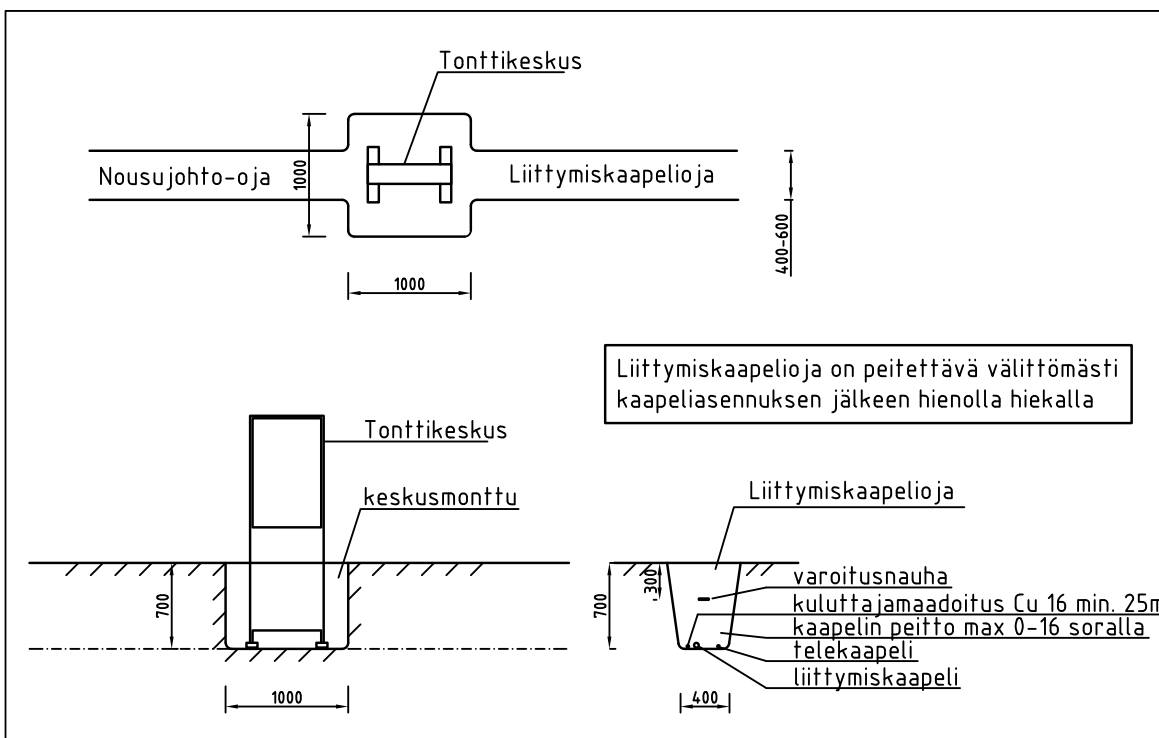 Tonttikeskus
Nousujohto-oja
1000
Liittymiskaapelioja
400-600
1000
Liittymiskaapelioja on peitettävä välittömästi
kaapeliasennuksen jälkeen hienolla hiekalla
Tonttikeskus
keskusmonttu
700
1000
Liittymiskaapelioja
700
300
varoitusnauha
kuluttajamaadoitus Cu 16 min. 25m
kaapelin peitto max 0-16 soralla
telekaapeli
liittymiskaapeli
400